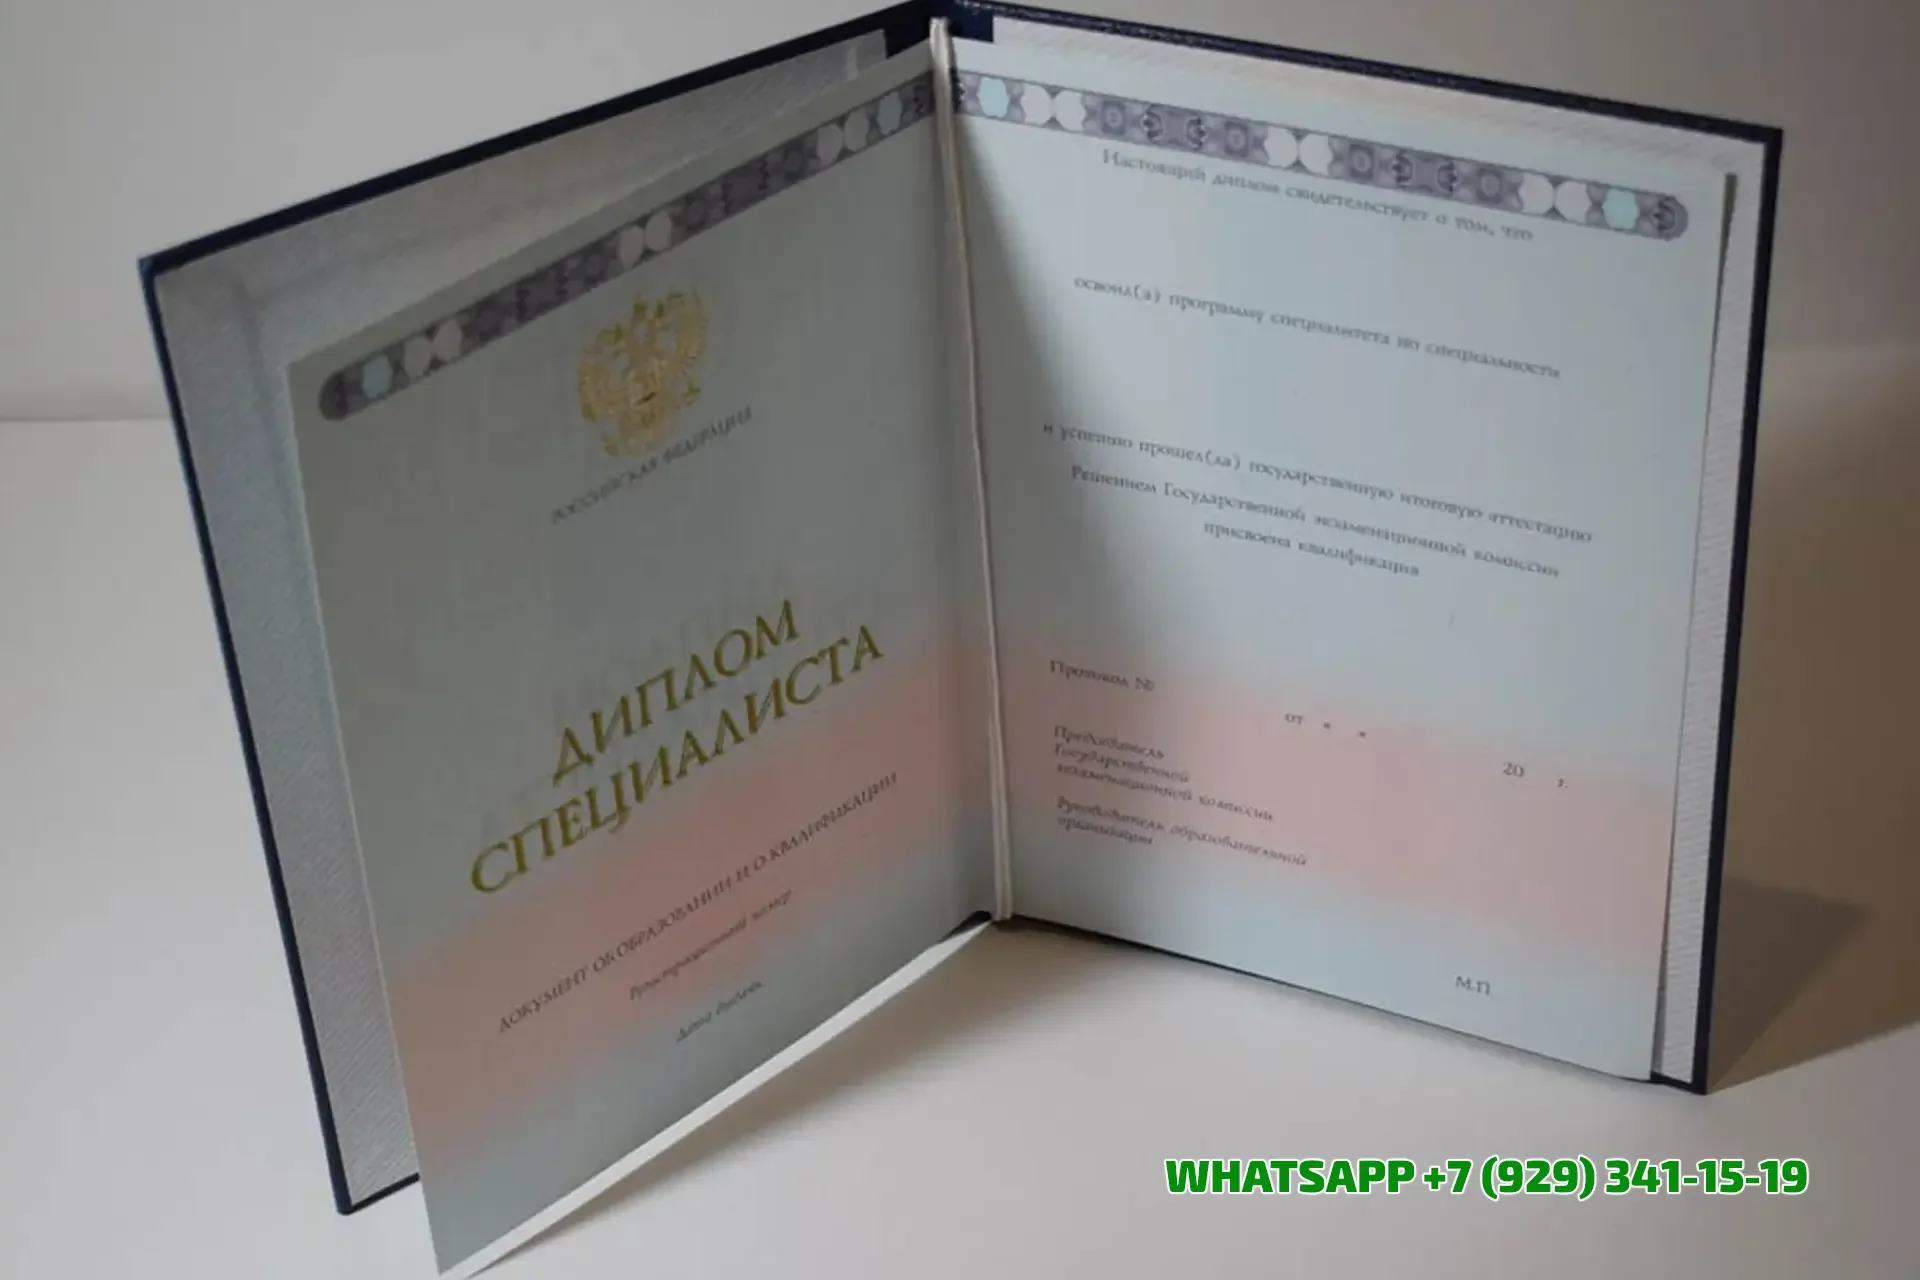 РОССИЙСКАЯ ФЕДЕРАЦИЯ
ДИПЛОМ
СПЕЦИАЛИСТА
ДОКУМЕНТ ОБ ОБРАЗОВАНИИ И О КВАЛИФИКАЦИИ
Регистрационный номер
Дата выдачи
Настоящий диплом свидетельствует о том, что
освоил(а) программу специалитета по специальности
и успешно прошел(ла) государственную итоговую аттестацию
Решением Государственной экзаменационной комиссии
присвоена квалификация
Протокол №
от « »
20 г.
Председатель
Государственной
экзаменационной комиссии
Руководитель образовательной
организации
М.П.
WHATSAPP +7 (929) 341-15-19